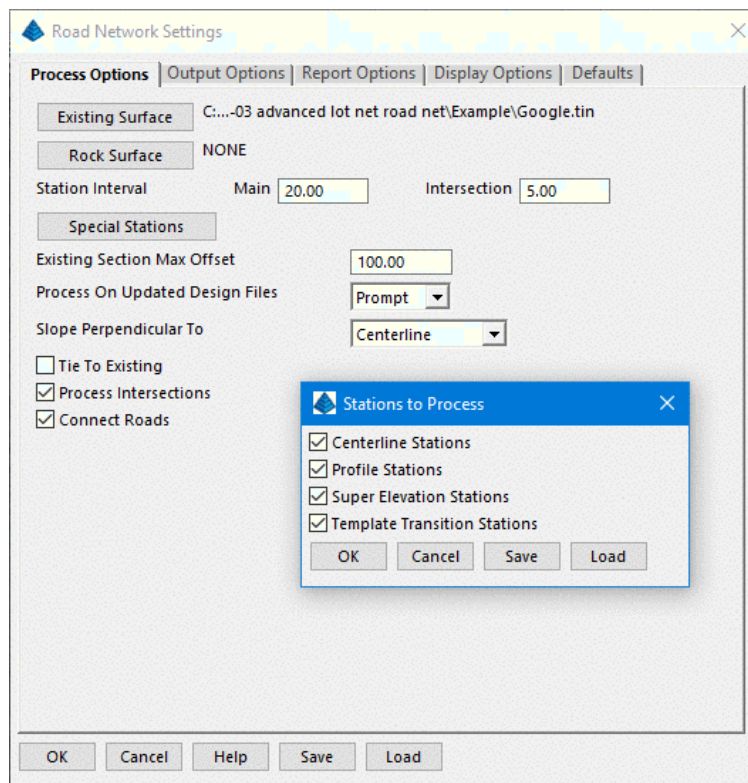 Road Network Settings
Process Options Output Options Report Options Display Options Defaults
Existing Surface C:...-03 advanced lot net road net\Example\Google.tin
Rock Surface NONE
Station Interval Main 20.00 Intersection 5.00
Special Stations
Existing Section Max Offset 100.00
Process On Updated Design Files Prompt
Slope Perpendicular To Centerline
Tie To Existing
Process Intersections
Connect Roads
Stations to Process
Centerline Stations
Profile Stations
Super Elevation Stations
Template Transition Stations
OK Cancel Save Load
OK Cancel Help Save Load